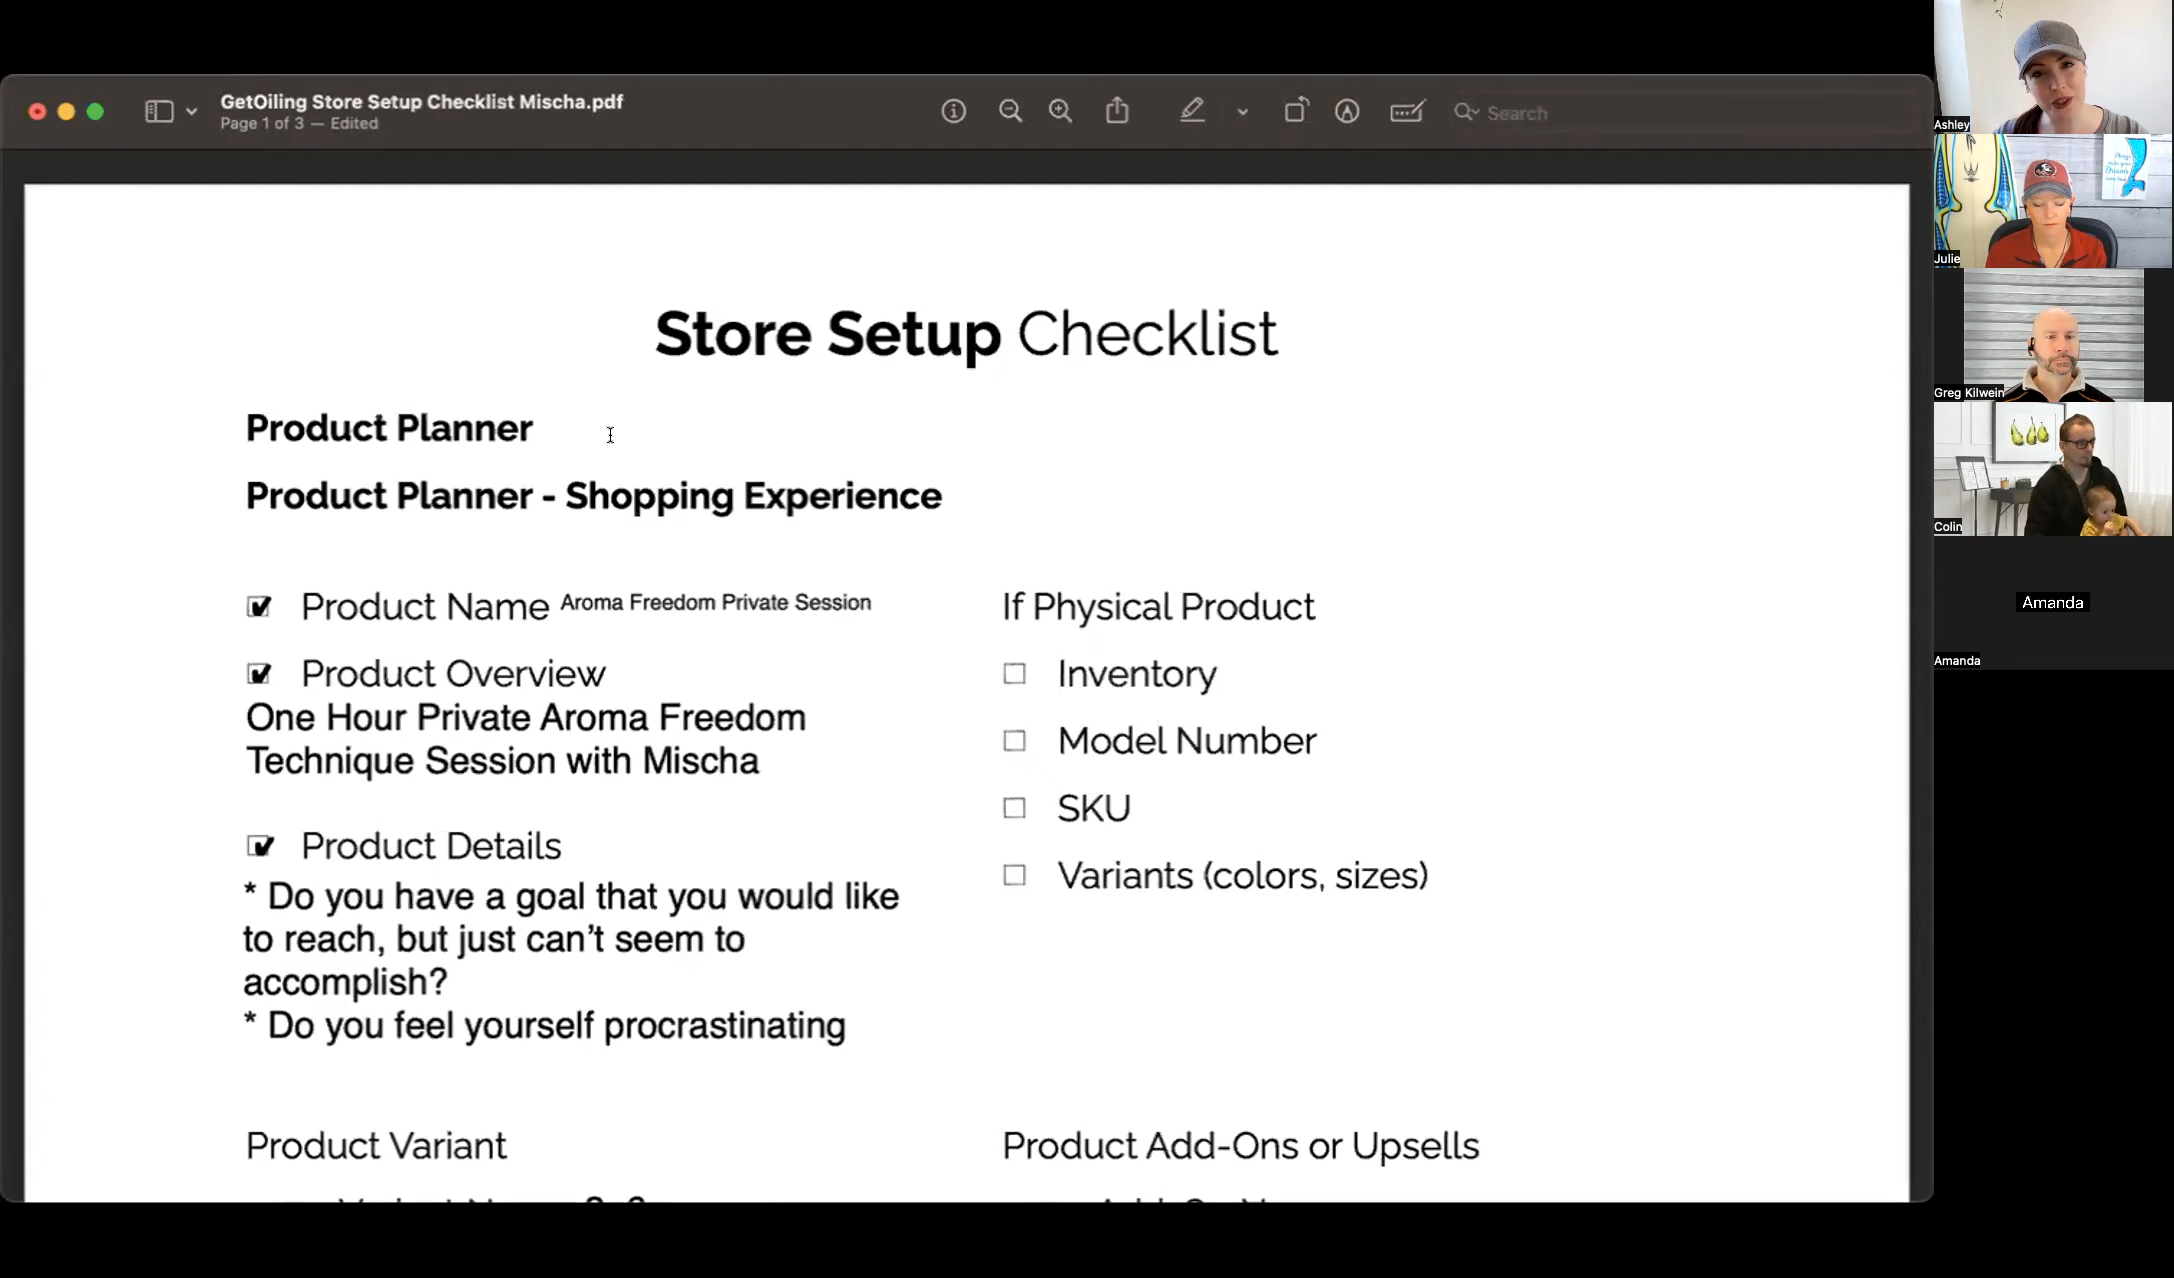 GetOiling Store Setup Checklist Mischa.pdf
Page 1 of 3 — Edited
Search
Store Setup Checklist
Product Planner
Product Planner - Shopping Experience
Product Name Aroma Freedom Private Session
Product Overview
One Hour Private Aroma Freedom
Technique Session with Mischa
Product Details
* Do you have a goal that you would like
to reach, but just can't seem to
accomplish?
* Do you feel yourself procrastinating
If Physical Product
Inventory
Model Number
SKU
Variants (colors, sizes)
Product Variant
Product Add-Ons or Upsells
Ashley
Julie
Greg Kilwein
Colin
Amanda
Amanda